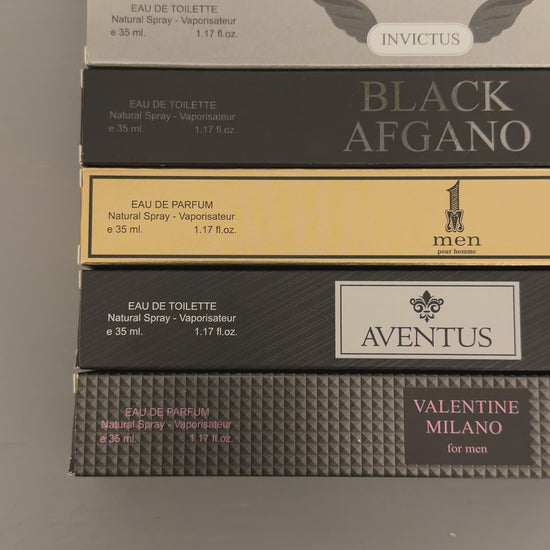 EAU DE TOILETTE
Natural Spray - Vaporisateur
e 35 ml. 1.17 fl.oz.
INVICTUS
EAU DE TOILETTE
Natural Spray - Vaporisateur
e 35 ml. 1.17 fl.oz.
BLACK
AFGANO
EAU DE PARFUM
Natural Spray - Vaporisateur
e 35 ml. 1.17 fl.oz.
1
men
pour homme
EAU DE TOILETTE
Natural Spray - Vaporisateur
e 35 ml. 1.17 fl.oz.
AVENTUS
EAU DE PARFUM
Natural Spray - Vaporisateur
e 35 ml. 1.17 fl.oz.
VALENTINE
MILANO
for men